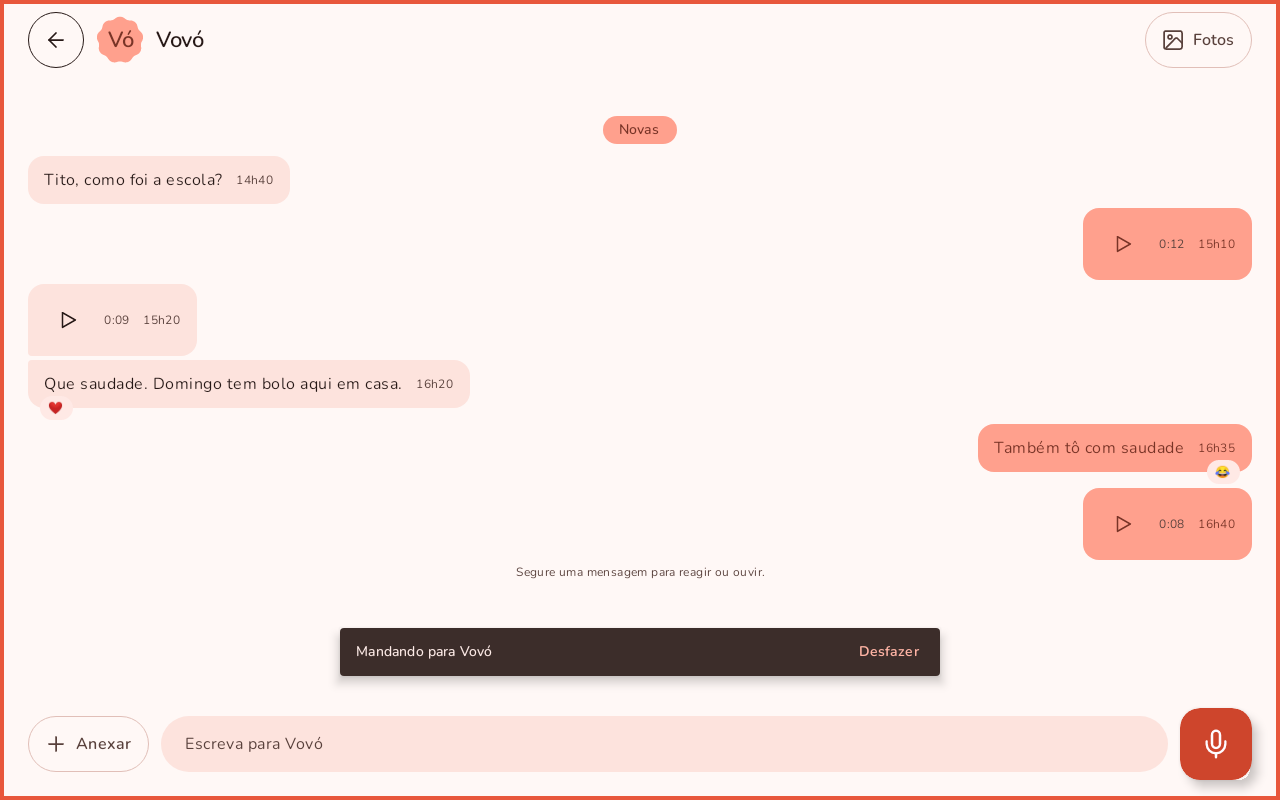 Vó Vovó
Fotos
Novas
Tito, como foi a escola? 14h40
0:12 15h10
0:09 15h20
Que saudade. Domingo tem bolo aqui em casa. 16h20
❤️
Também tô com saudade 16h35
😂
0:08 16h40
Segure uma mensagem para reagir ou ouvir.
Mandando para Vovó Desfazer
Anexar Escreva para Vovó